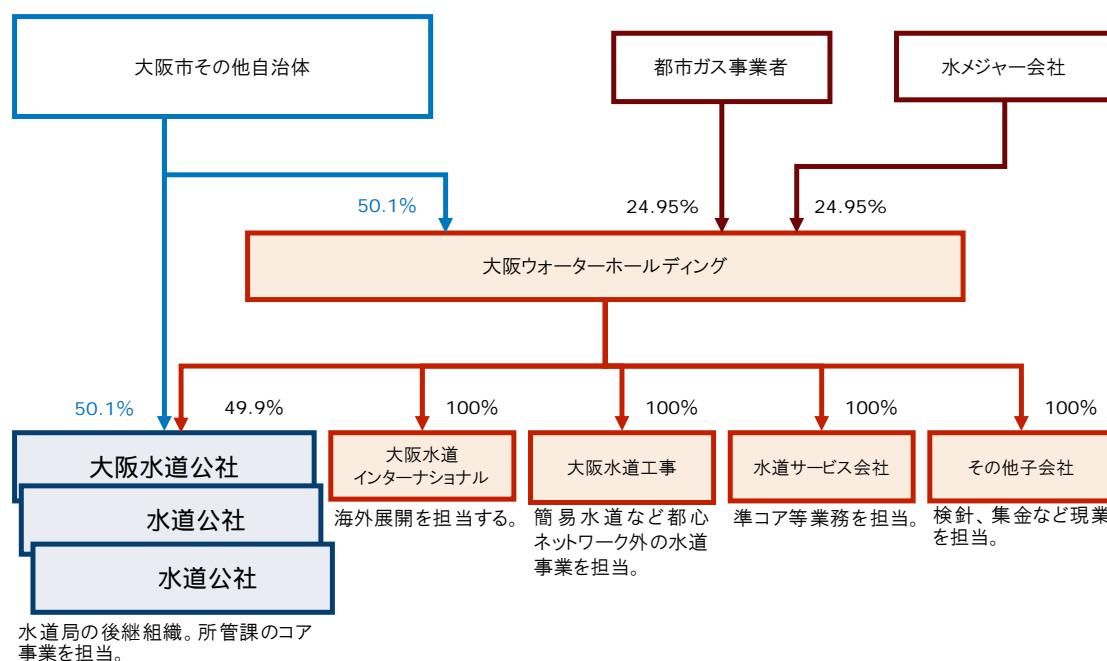 大阪市その他自治体
都市ガス事業者
水メジャー会社
50.1%
24.95%
24.95%
大阪ウォーターホールディング
50.1%
49.9%
100%
100%
100%
100%
大阪水道公社
水道公社
水道公社
大阪水道
インターナショナル
大阪水道工事
水道サービス会社
その他子会社
海外展開を担当する。
簡易水道など都心
ネットワーク外の水道
事業を担当。
準コア等業務を担当。
検針、集金など現業
を担当。
水道局の後継組織。所管課のコア
事業を担当。